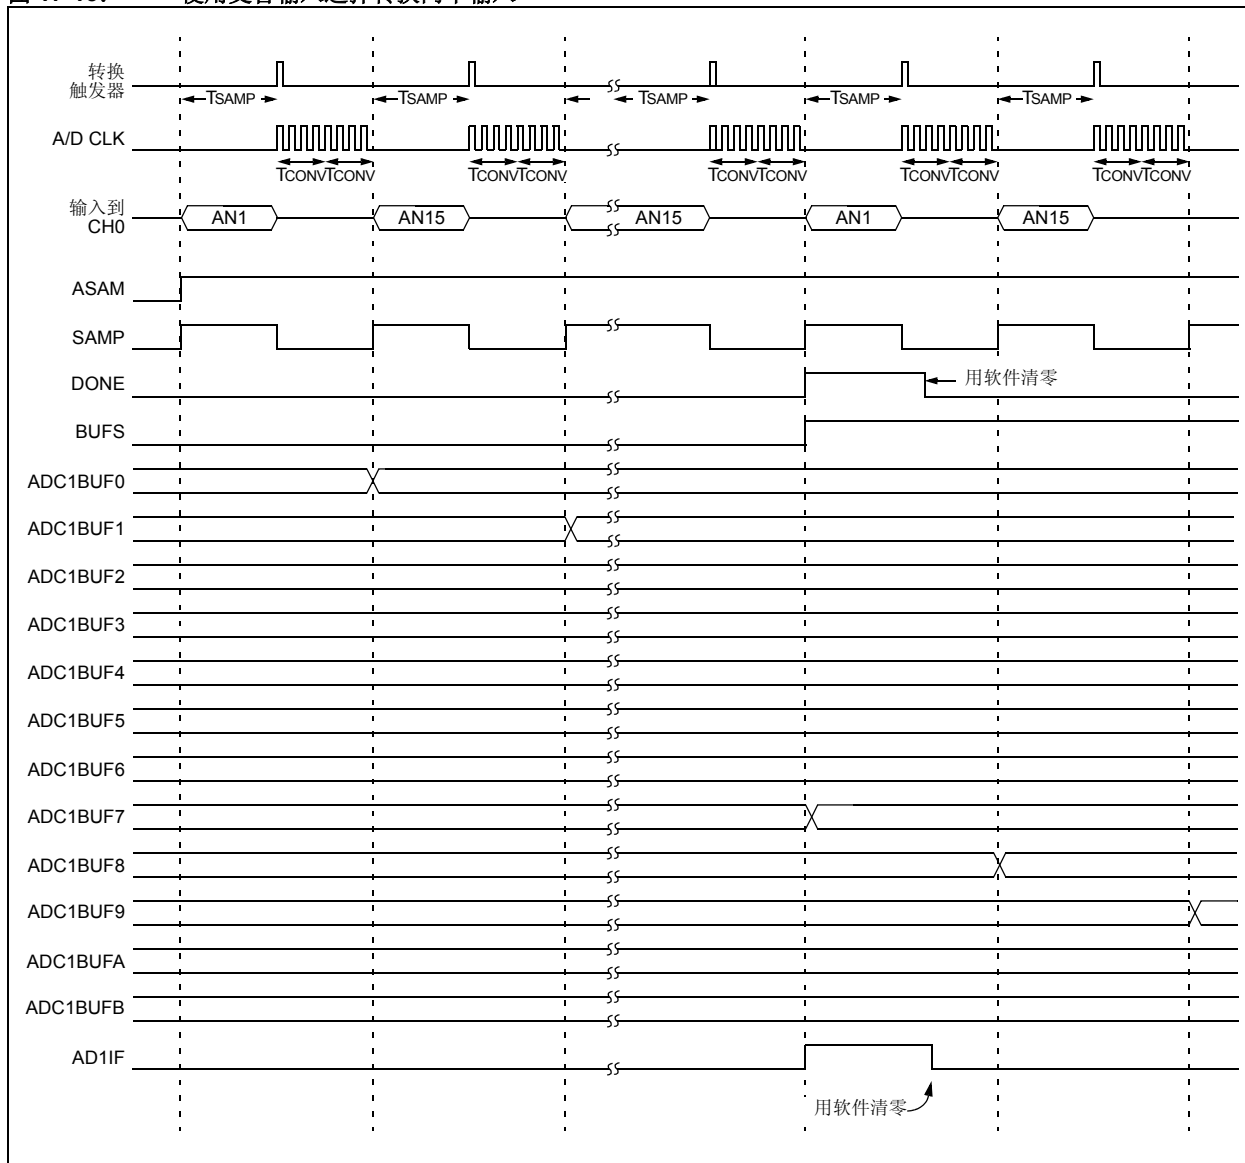 转换
触发器
TSAMP TSAMP TSAMP TSAMP TSAMP
A/D CLK
TCONV TCONV TCONV TCONV TCONV TCONV TCONV TCONV TCONV TCONV
输入到
CH0
AN1 AN15 AN15 AN1 AN15
ASAM
SAMP
DONE
用软件清零
BUFS
ADC1BUF0
ADC1BUF1
ADC1BUF2
ADC1BUF3
ADC1BUF4
ADC1BUF5
ADC1BUF6
ADC1BUF7
ADC1BUF8
ADC1BUF9
ADC1BUFA
ADC1BUFB
AD1IF
用软件清零